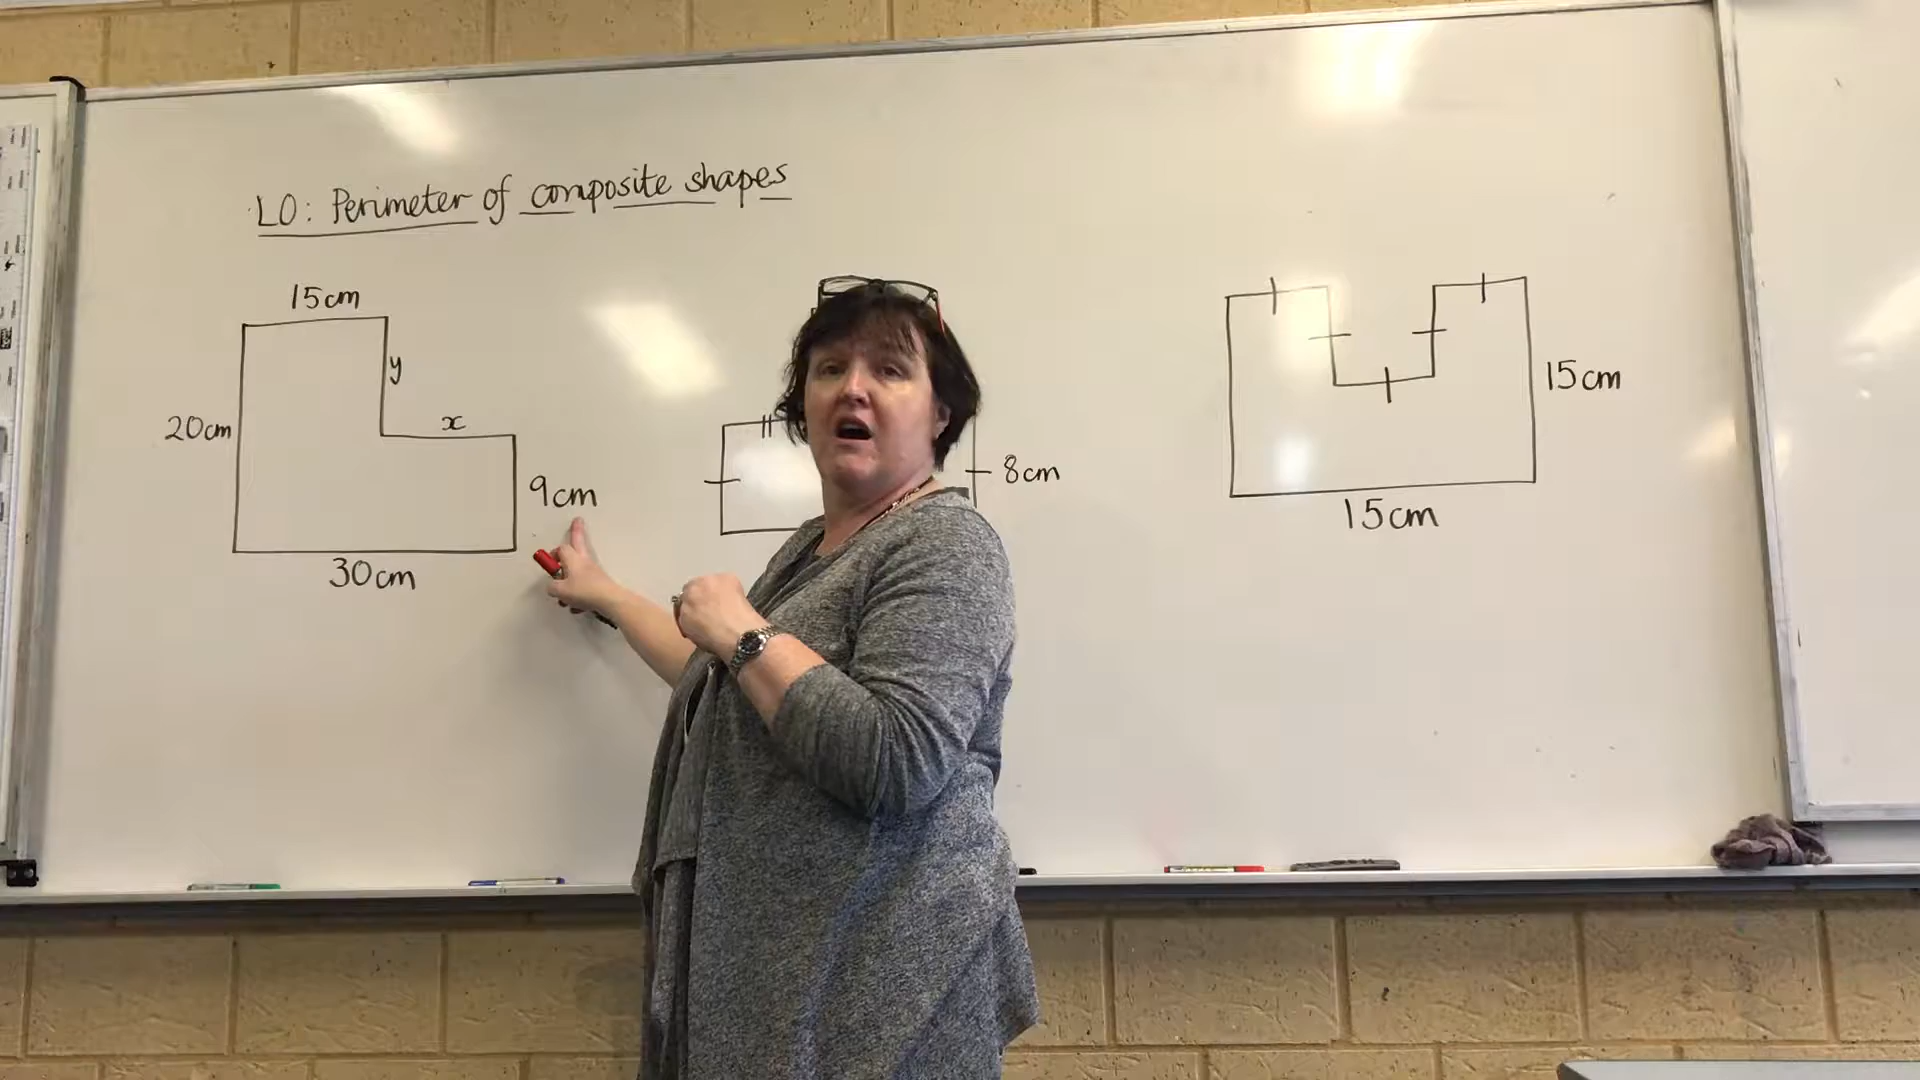 LO: Perimeter of composite shapes
15cm
y
x
20cm
9cm
30cm
8cm
15cm
15cm